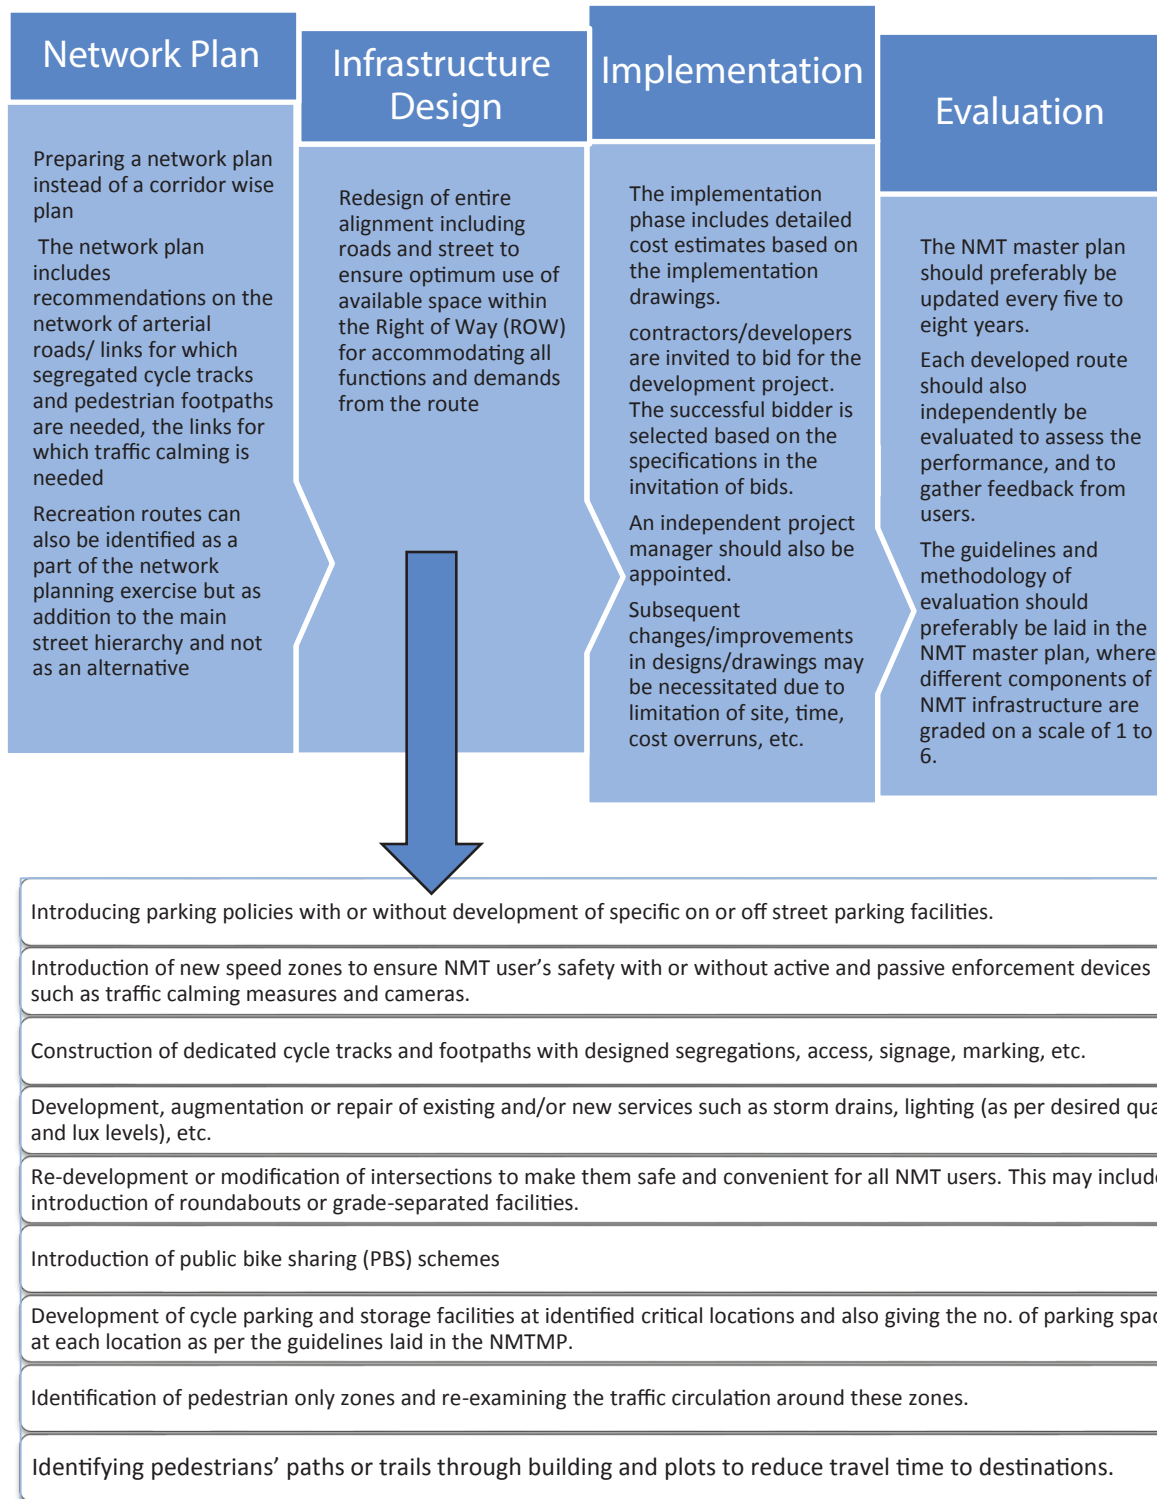 Network Plan
Preparing a network plan
instead of a corridor wise
plan
The network plan
includes
recommendations on the
network of arterial
roads/ links for which
segregated cycle tracks
and pedestrian footpaths
are needed, the links for
which traffic calming is
needed
Recreation routes can
also be identified as a
part of the network
planning exercise but as
addition to the main
street hierarchy and not
as an alternative
Infrastructure
Design
Redesign of entire
alignment including
roads and street to
ensure optimum use of
available space within
the Right of Way (ROW)
for accommodating all
functions and demands
from the route
Implementation
The implementation
phase includes detailed
cost estimates based on
the implementation
drawings.
contractors/developers
are invited to bid for the
development project.
The successful bidder is
selected based on the
specifications in the
invitation of bids.
An independent project
manager should also be
appointed.
Subsequent
changes/improvements
in designs/drawings may
be necessitated due to
limitation of site, time,
cost overruns, etc.
Evaluation
The NMT master plan
should preferably be
updated every five to
eight years.
Each developed route
should also
independently be
evaluated to assess the
performance, and to
gather feedback from
users.
The guidelines and
methodology of
evaluation should
preferably be laid in the
NMT master plan, where
different components of
NMT infrastructure are
graded on a scale of 1 to
6.
Introducing parking policies with or without development of specific on or off street parking facilities.
Introduction of new speed zones to ensure NMT user's safety with or without active and passive enforcement devices
such as traffic calming measures and cameras.
Construction of dedicated cycle tracks and footpaths with designed segregations, access, signage, marking, etc.
Development, augmentation or repair of existing and/or new services such as storm drains, lighting (as per desired
and lux levels), etc.
Re-development or modification of intersections to make them safe and convenient for all NMT users. This may include
introduction of roundabouts or grade-separated facilities.
Introduction of public bike sharing (PBS) schemes
Development of cycle parking and storage facilities at identified critical locations and also giving the no. of parking
at each location as per the guidelines laid in the NMTMP.
Identification of pedestrian only zones and re-examining the traffic circulation around these zones.
Identifying pedestrians' paths or trails through building and plots to reduce travel time to destinations.